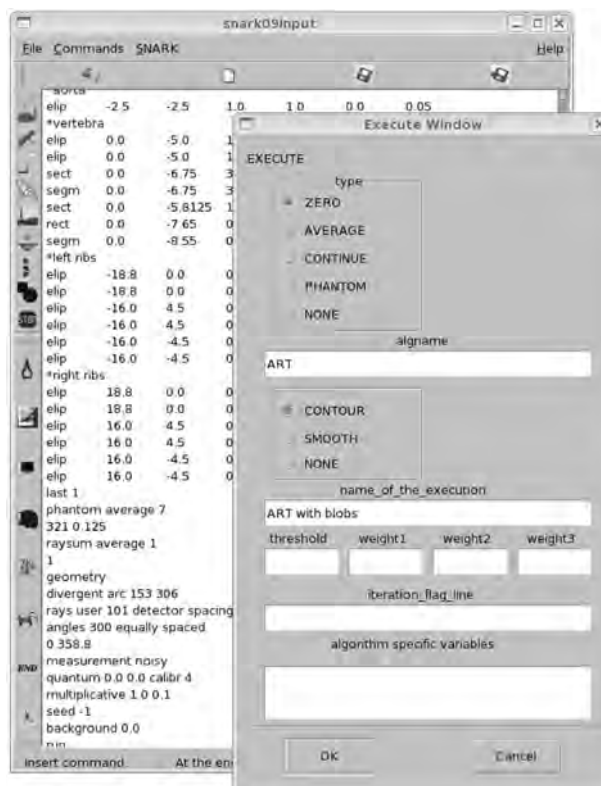 snark09Input
File Commands SNARK Help
*aorta
elip -2.5 -2.5 1.0 1.0 0.0 0.05
*vertebra
elip 0.0 -5.0 1
elip 0.0 -5.0 1
sect 0.0 -6.75 3
segm 0.0 -6.75 3
sect 0.0 -5.8125 1
rect 0.0 -7.65 0
segm 0.0 -8.55 0
*left ribs
elip -18.8 0.0 0
elip -18.8 0.0 0
elip -16.0 4.5 0
elip -16.0 4.5 0
elip -16.0 -4.5 0
elip -16.0 -4.5 0
*right ribs
elip 18.8 0.0 0
elip 18.8 0.0 0
elip 16.0 4.5 0
elip 16.0 4.5 0
elip 16.0 -4.5 0
elip 16.0 -4.5 0
last 1
phantom average 7
321 0.125
raysum average 1
1
geometry
divergent arc 153 306
rays user 101 detector spacing
angles 300 equally spaced
0 358.8
measurement noisy
quantum 0.0 0.0 calibr 4
multiplicative 1.0 0.1
seed -1
background 0.0
run
STOP
END
Insert command At the en
Execute Window
EXECUTE
type
ZERO
AVERAGE
CONTINUE
PHANTOM
NONE
algname
ART
CONTOUR
SMOOTH
NONE
name_of_the_execution
ART with blobs
threshold weight1 weight2 weight3
iteration_flag_line
algorithm specific variables
OK Cancel